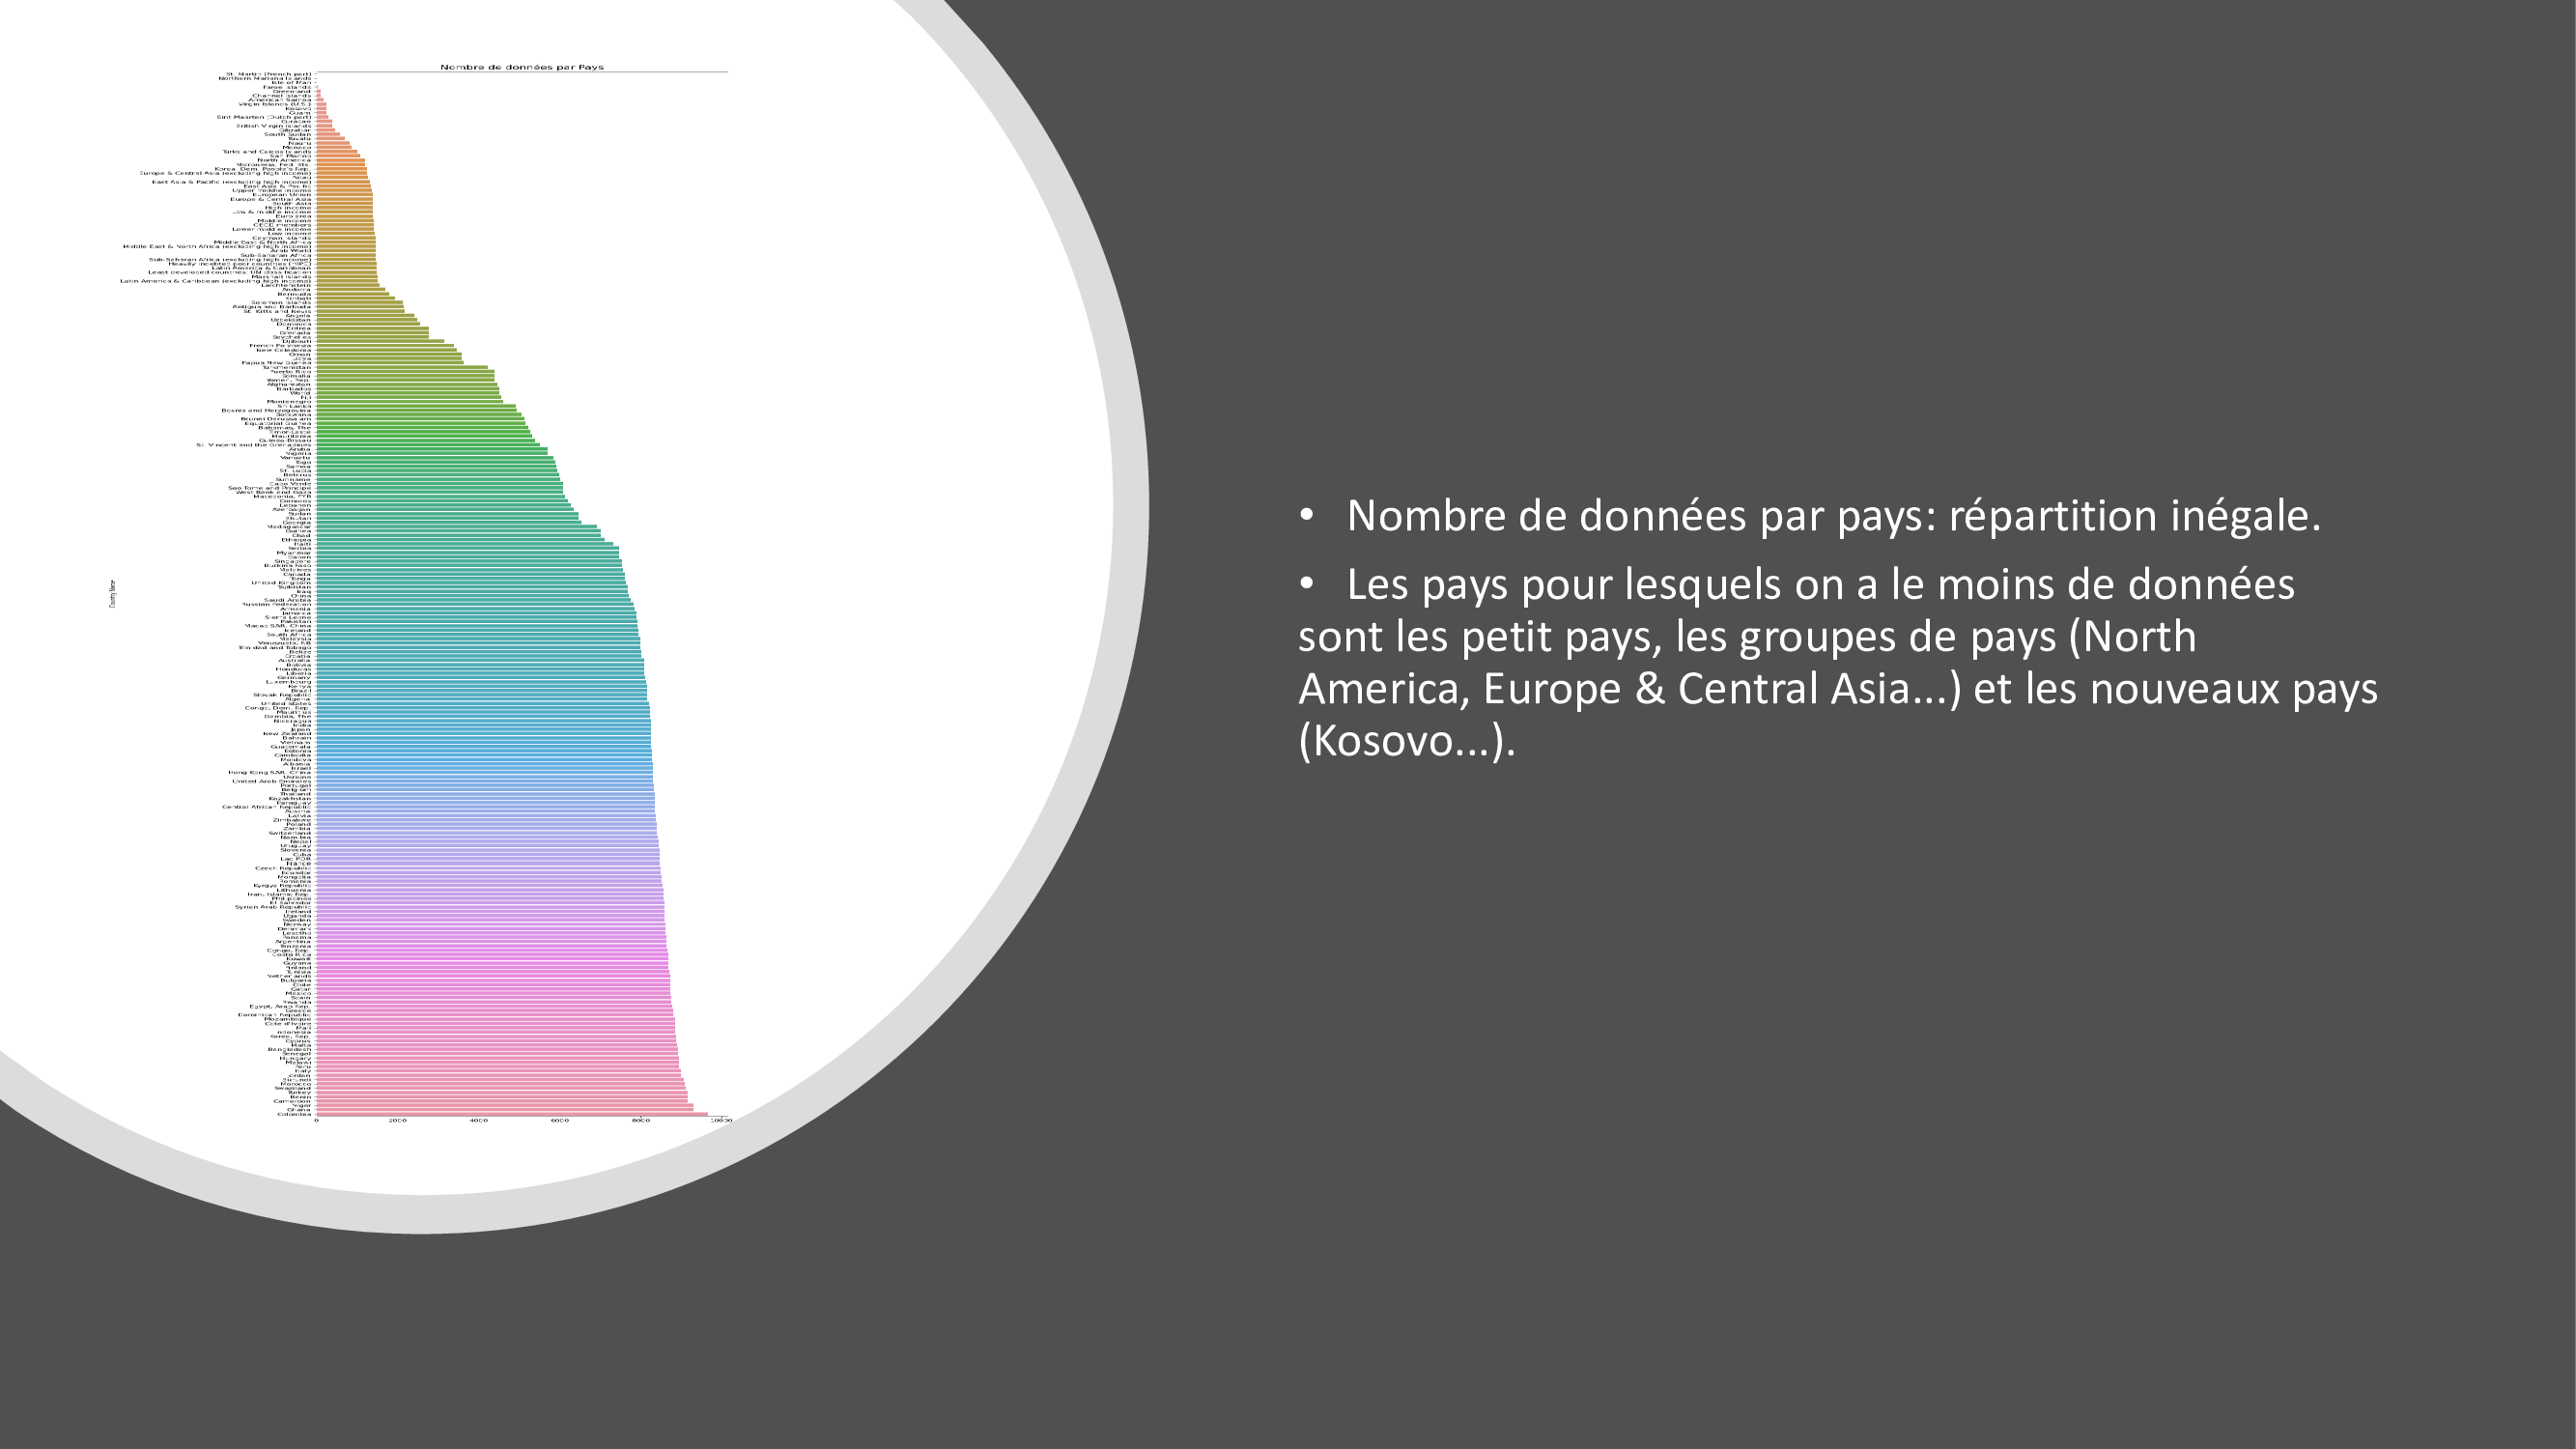 Nombre de données par Pays
St. Martin (French part)
Northern Mariana Islands
Isle of Man
Faroe Islands
Greenland
Channel Islands
American Samoa
Virgin Islands (U.S.)
Kosovo
Guam
Sint Maarten (Dutch part)
Curacao
British Virgin Islands
Gibraltar
South Sudan
Tuvalu
Nauru
Monaco
Turks and Caicos Islands
San Marino
North America
Micronesia, Fed. Sts.
Korea, Dem. People's Rep.
Europe & Central Asia (excluding high income)
Palau
East Asia & Pacific (excluding high income)
East Asia & Pacific
Upper middle income
European Union
Europe & Central Asia
South Asia
High income
Low & middle income
Euro area
Middle income
OECD members
Lower middle income
Low income
Cayman Islands
Middle East & North Africa
Middle East & North Africa (excluding high income)
Arab World
Sub-Saharan Africa
Sub-Saharan Africa (excluding high income)
Heavily indebted poor countries (HIPC)
Latin America & Caribbean
Least developed countries: UN classification
Marshall Islands
Latin America & Caribbean (excluding high income)
Liechtenstein
Andorra
Bermuda
Kiribati
Solomon Islands
Antigua and Barbuda
St. Kitts and Nevis
Angola
Uzbekistan
Dominica
Eritrea
Grenada
Seychelles
Djibouti
French Polynesia
New Caledonia
Oman
Libya
Papua New Guinea
Turkmenistan
Puerto Rico
Somalia
Yemen, Rep.
Afghanistan
Barbados
World
Fiji
Montenegro
Sri Lanka
Bosnia and Herzegovina
Botswana
Brunei Darussalam
Equatorial Guinea
Bahamas, The
Timor-Leste
Mauritania
Guinea-Bissau
St. Vincent and the Grenadines
Aruba
Nigeria
Vanuatu
Togo
Samoa
St. Lucia
Belarus
Suriname
Cabo Verde
Sao Tome and Principe
West Bank and Gaza
Macedonia, FYR
Comoros
Lebanon
Azerbaijan
Sudan
Bhutan
Georgia
Madagascar
Guinea
Chad
Ethiopia
Haiti
Serbia
Myanmar
Gabon
Singapore
Burkina Faso
Maldives
Canada
Tonga
United Kingdom
Tajikistan
Iraq
China
Saudi Arabia
Russian Federation
Armenia
Jamaica
Sierra Leone
Pakistan
Macao SAR, China
Iceland
South Africa
Malaysia
Venezuela, RB
Trinidad and Tobago
Belize
Croatia
Australia
Bolivia
Honduras
Liberia
Germany
Luxembourg
Kenya
Brazil
Slovak Republic
Algeria
United States
Congo, Dem. Rep.
Mauritius
Gambia, The
Nicaragua
India
Japan
New Zealand
Bahrain
Vietnam
Guatemala
Estonia
Cambodia
Moldova
Albania
Israel
Hong Kong SAR, China
Ukraine
United Arab Emirates
Portugal
Belgium
Thailand
Kazakhstan
Paraguay
Central African Republic
Austria
Latvia
Zimbabwe
Poland
Zambia
Switzerland
Namibia
Nepal
Uruguay
Slovenia
Cuba
Lao PDR
France
Czech Republic
Ecuador
Mongolia
Romania
Kyrgyz Republic
Lithuania
Iran, Islamic Rep.
Philippines
El Salvador
Syrian Arab Republic
Ireland
Uganda
Sweden
Norway
Denmark
Lesotho
Panama
Argentina
Tanzania
Congo, Rep.
Costa Rica
Kuwait
Guyana
Finland
Tunisia
Netherlands
Bulgaria
Chile
Qatar
Mexico
Spain
Rwanda
Egypt, Arab Rep.
Greece
Dominican Republic
Mozambique
Cote d'Ivoire
Mali
Indonesia
Korea, Rep.
Cyprus
Malta
Bangladesh
Senegal
Hungary
Malawi
Peru
Italy
Jordan
Burundi
Morocco
Swaziland
Turkey
Benin
Cameroon
Niger
Ghana
Colombia
Country Name
0 2000 4000 6000 8000 10000
• Nombre de données par pays: répartition inégale.
• Les pays pour lesquels on a le moins de données
sont les petit pays, les groupes de pays (North
America, Europe & Central Asia...) et les nouveaux pays
(Kosovo...).